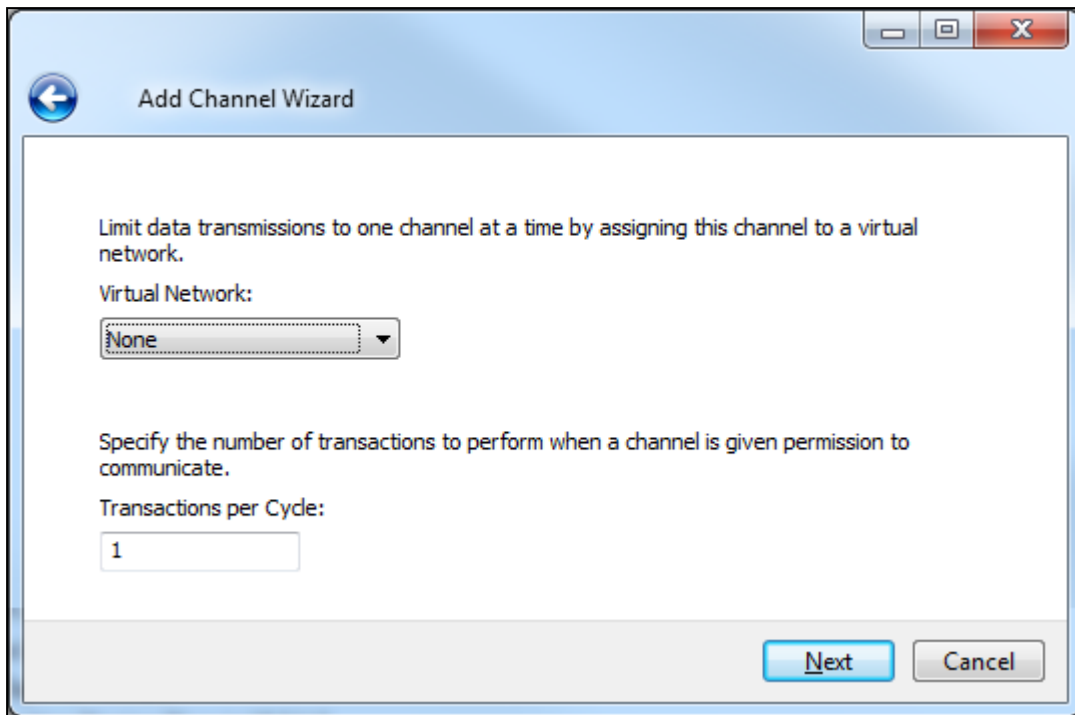 Add Channel Wizard
Limit data transmissions to one channel at a time by assigning this channel to a virtual
network.
Virtual Network:
None
Specify the number of transactions to perform when a channel is given permission to
communicate.
Transactions per Cycle:
1
Next
Cancel